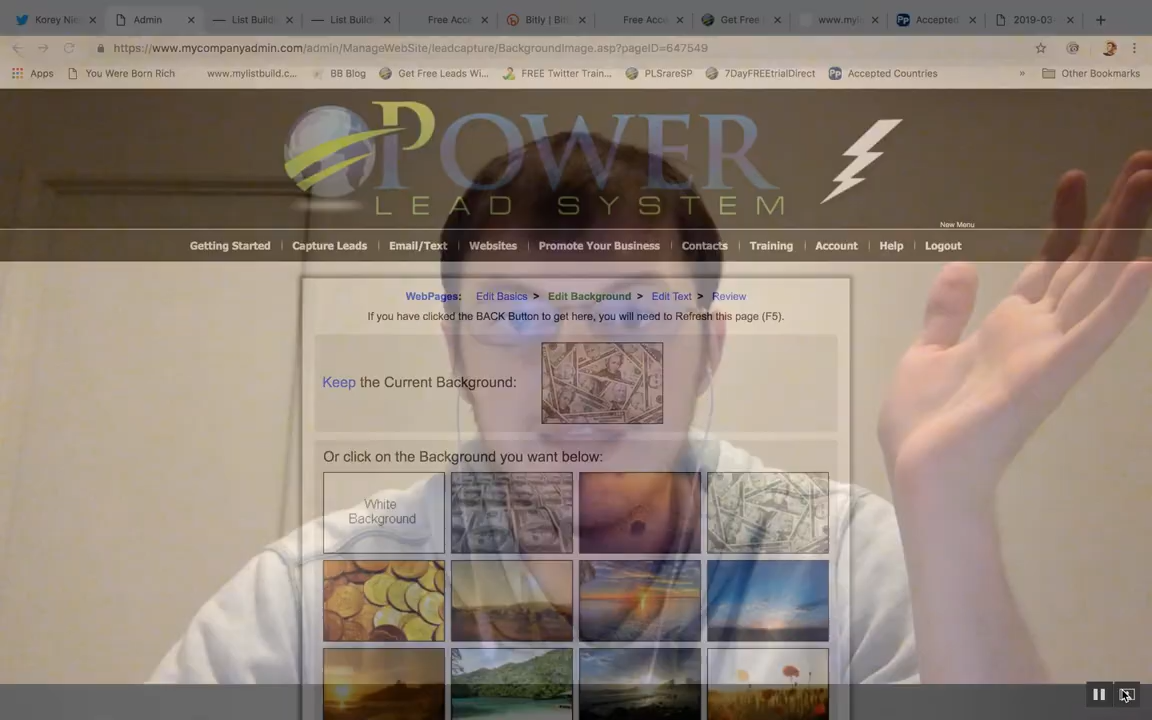 Korey Nie
Admin
List Buildi
List Buildi
Free Acce
Bitly | Bitl
Free Acce
Get Free
www.myli
Accepted
2019-03
https://www.mycompanyadmin.com/admin/ManageWebSite/leadcapture/BackgroundImage.asp?pageID=647549
Apps
You Were Born Rich
www.mylistbuild.c...
BB Blog
Get Free Leads Wi...
FREE Twitter Train...
PLSrareSP
7DayFREEtrialDirect
Accepted Countries
»
Other Bookmarks
POWER
LEAD SYSTEM
New Menu
Getting Started | Capture Leads | Email/Text | Websites | Promote Your Business | Contacts | Training | Account | Help | Logout
WebPages: Edit Basics > Edit Background > Edit Text > Review
If you have clicked the BACK Button to get here, you will need to Refresh this page (F5).
Keep the Current Background:
Or click on the Background you want below:
White
Background